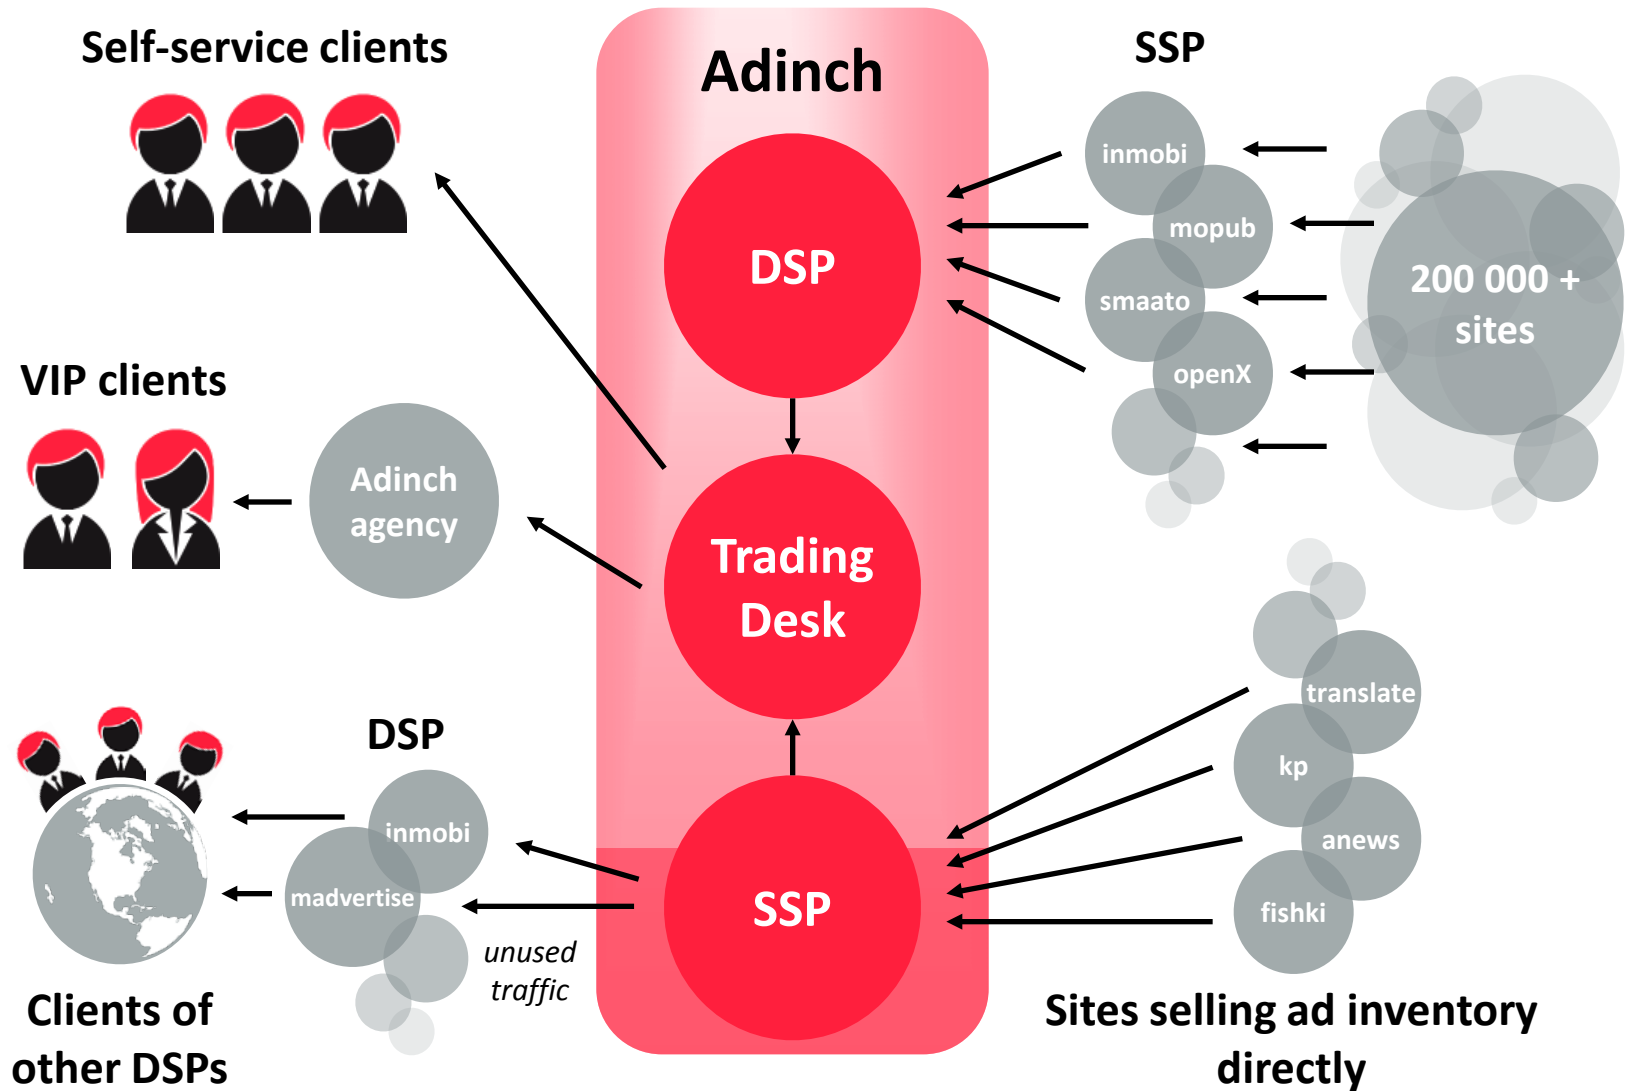 Self-service clients
Adinch
SSP
inmobi
mopub
DSP
smaato
200 000 +
sites
openX
VIP clients
Adinch
agency
Trading
Desk
translate
DSP
kp
inmobi
anews
madvertise
SSP
fishki
unused
traffic
Clients of
other DSPs
Sites selling ad inventory
directly